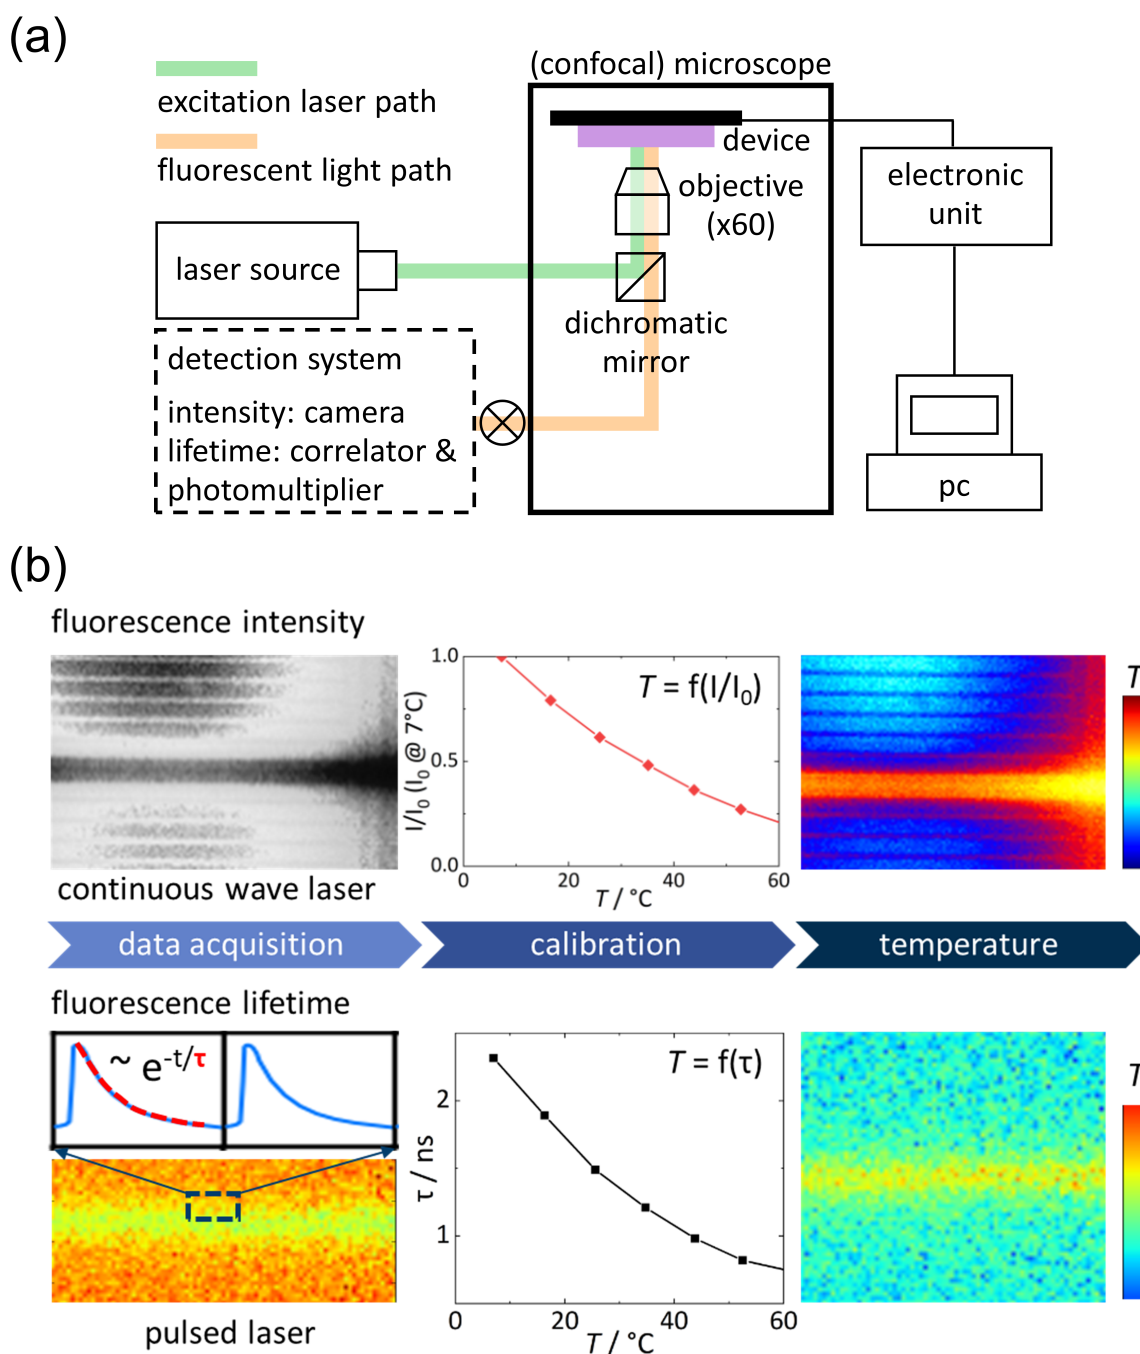 (a)
excitation laser path
fluorescent light path
(confocal) microscope
device
objective
(x60)
electronic
unit
laser source
dichromatic
mirror
detection system
intensity: camera
lifetime: correlator &
photomultiplier
pc
(b)
fluorescence intensity
continuous wave laser
I/I0 (I0 @ 7°C)
1.0
0.5
0.0
T = f(I/I0)
0 20 40 60
T / °C
T
data acquisition
calibration
temperature
fluorescence lifetime
~ e-t/τ
pulsed laser
τ / ns
2
1
T = f(τ)
0 20 40 60
T / °C
T